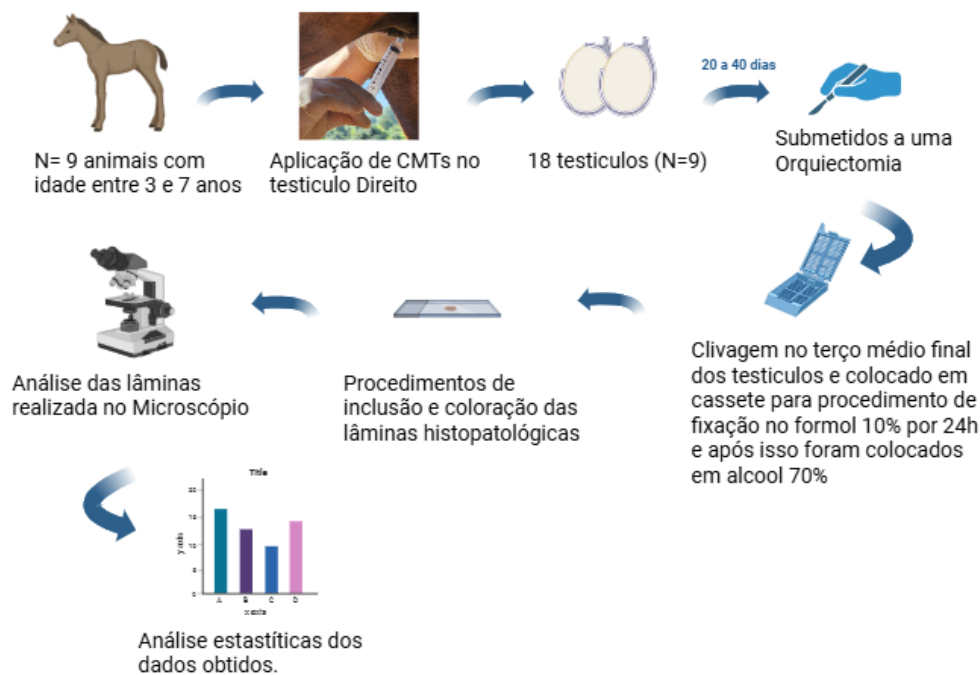 N= 9 animais com
idade entre 3 e 7 anos
Aplicação de CMTs no
testiculo Direito
18 testiculos (N=9)
20 a 40 dias
Submetidos a uma
Orquiectomia
Clivagem no terço médio final
dos testiculos e colocado em
cassete para procedimento de
fixação no formol 10% por 24h
e após isso foram colocados
em alcool 70%
Procedimentos de
inclusão e coloração das
lâminas histopatológicas
Análise das lâminas
realizada no Microscópio
Title
20
15
10
5
0
y axis
A B C D
x axis
Análise estastíticas dos
dados obtidos.